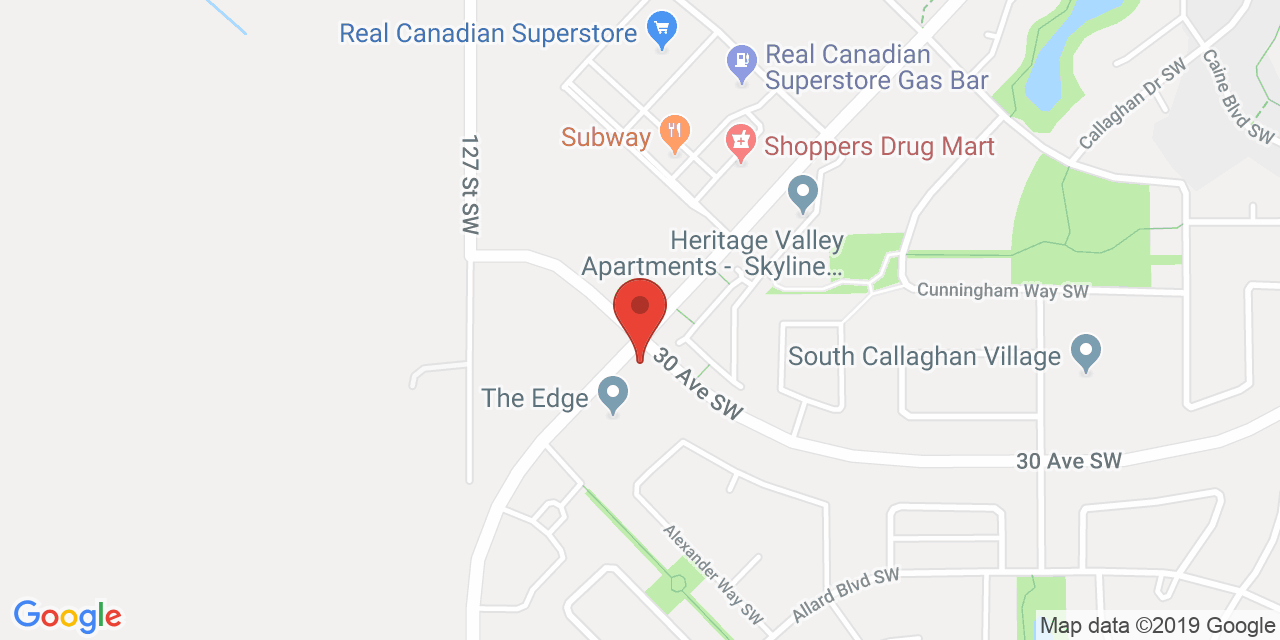 Real Canadian Superstore
Real Canadian
Superstore Gas Bar
Callaghan Dr SW
Caine Blvd SW
Subway
Shoppers Drug Mart
127 St SW
Heritage Valley
Apartments - Skyline...
Cunningham Way SW
30 Ave SW
South Callaghan Village
The Edge
30 Ave SW
Alexander Way SW
Allard Blvd SW
Google
Map data ©2019 Google